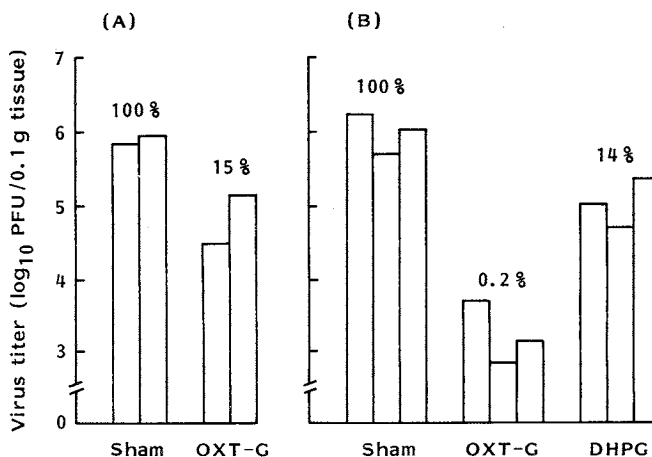 (A)
(B)
Virus titer (log10 PFU/0.1g tissue)
7
6
5
4
3
0
100%
15%
100%
0.2%
14%
Sham
OXT-G
Sham
OXT-G
DHPG